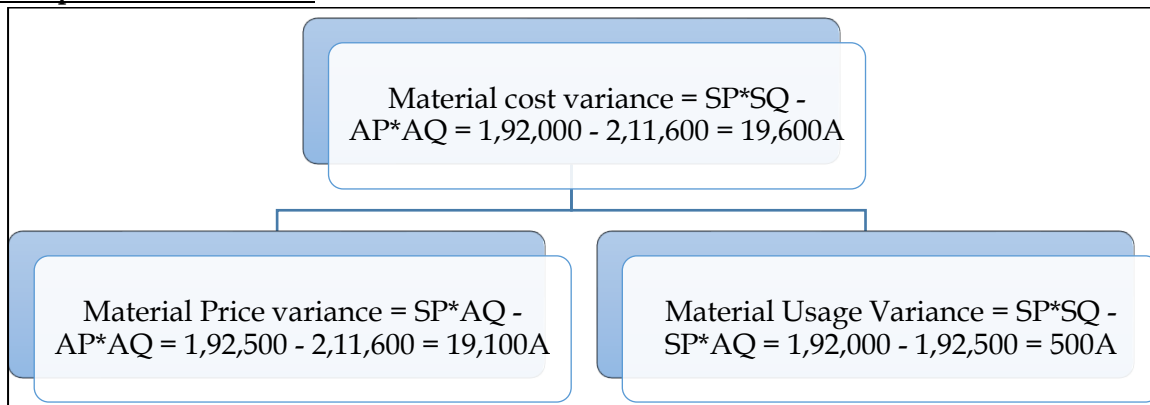 Material cost variance = SP*SQ -
AP*AQ = 1,92,000 - 2,11,600 = 19,600A
Material Price variance = SP*AQ -
AP*AQ = 1,92,500 - 2,11,600 = 19,100A
Material Usage Variance = SP*SQ -
SP*AQ = 1,92,000 - 1,92,500 = 500A